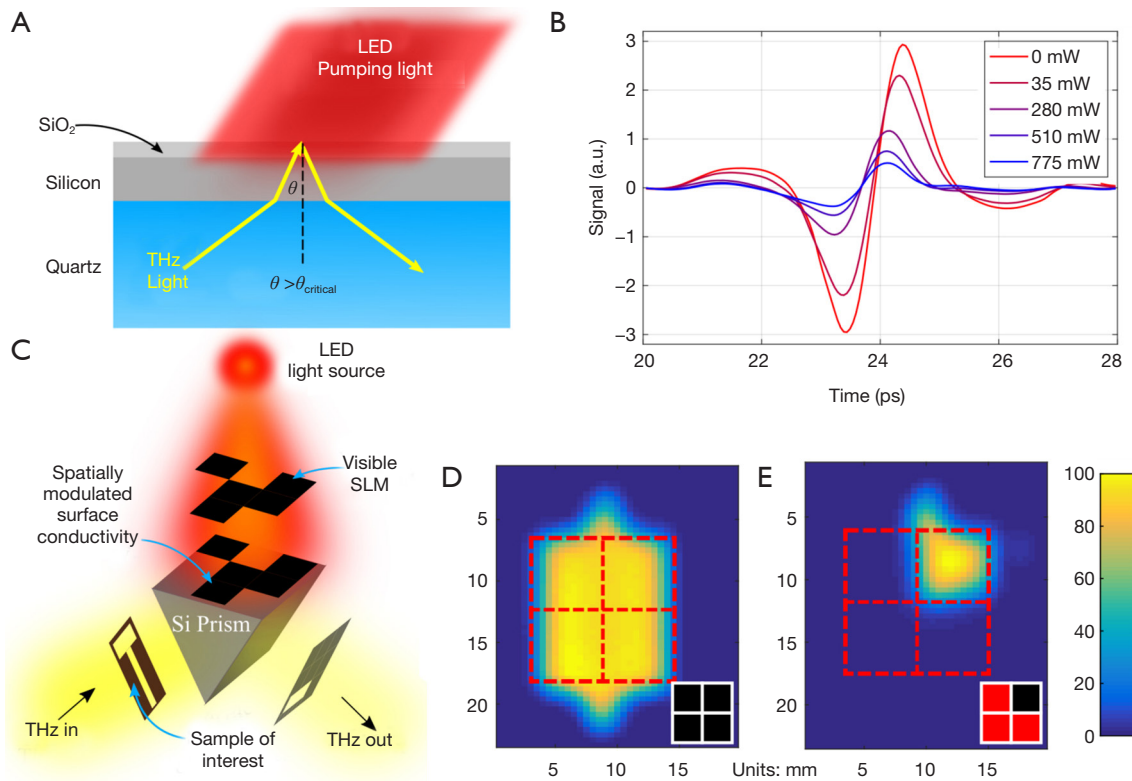 A
LED
Pumping light
SiO2
Silicon
Quartz
THz
Light
θ
θ >θcritical
B
Signal (a.u.)
3
2
1
0
−1
−2
−3
20
22
24
26
28
Time (ps)
0 mW
35 mW
280 mW
510 mW
775 mW
C
LED
light source
Visible
SLM
Spatially
modulated
surface
conductivity
Si Prism
THz in
Sample of
interest
THz out
D
5
10
15
20
5
10
15
Units: mm
E
5
10
15
20
5
10
15
100
80
60
40
20
0